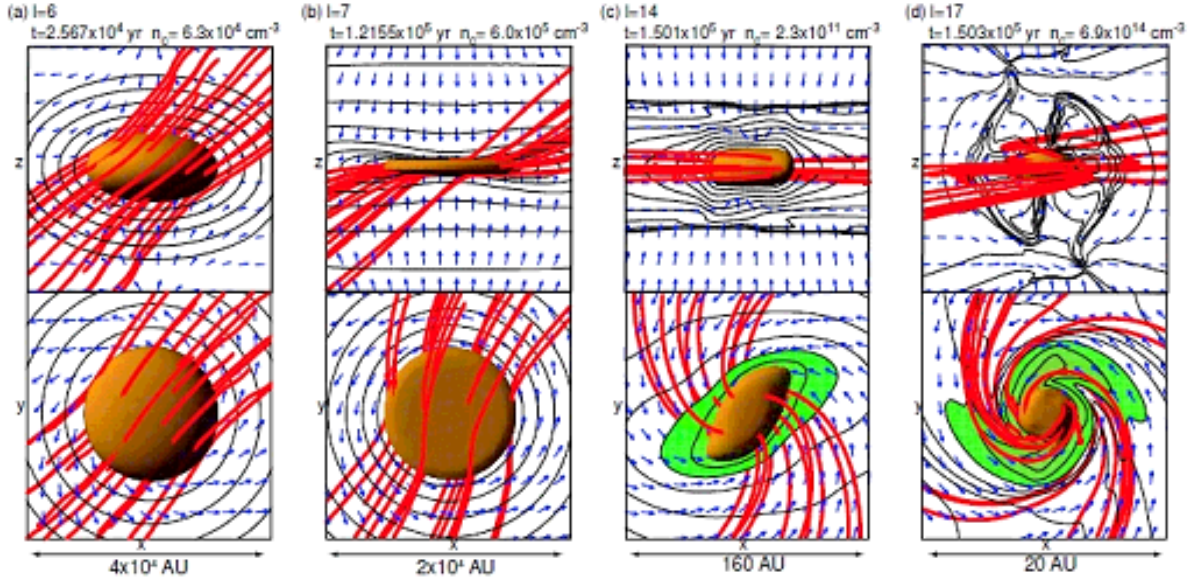 (a) l=6
t=2.567x10⁴ yr n_c= 6.3x10⁴ cm⁻³
(b) l=7
t=1.2155x10⁵ yr n_c= 6.0x10⁵ cm⁻³
(c) l=14
t=1.501x10⁵ yr n_c= 2.3x10¹¹ cm⁻³
(d) l=17
t=1.503x10⁵ yr n_c= 6.9x10¹⁴ cm⁻³
z
z
z
z
y
y
y
y
x
x
x
x
4x10⁴ AU
2x10⁴ AU
160 AU
20 AU